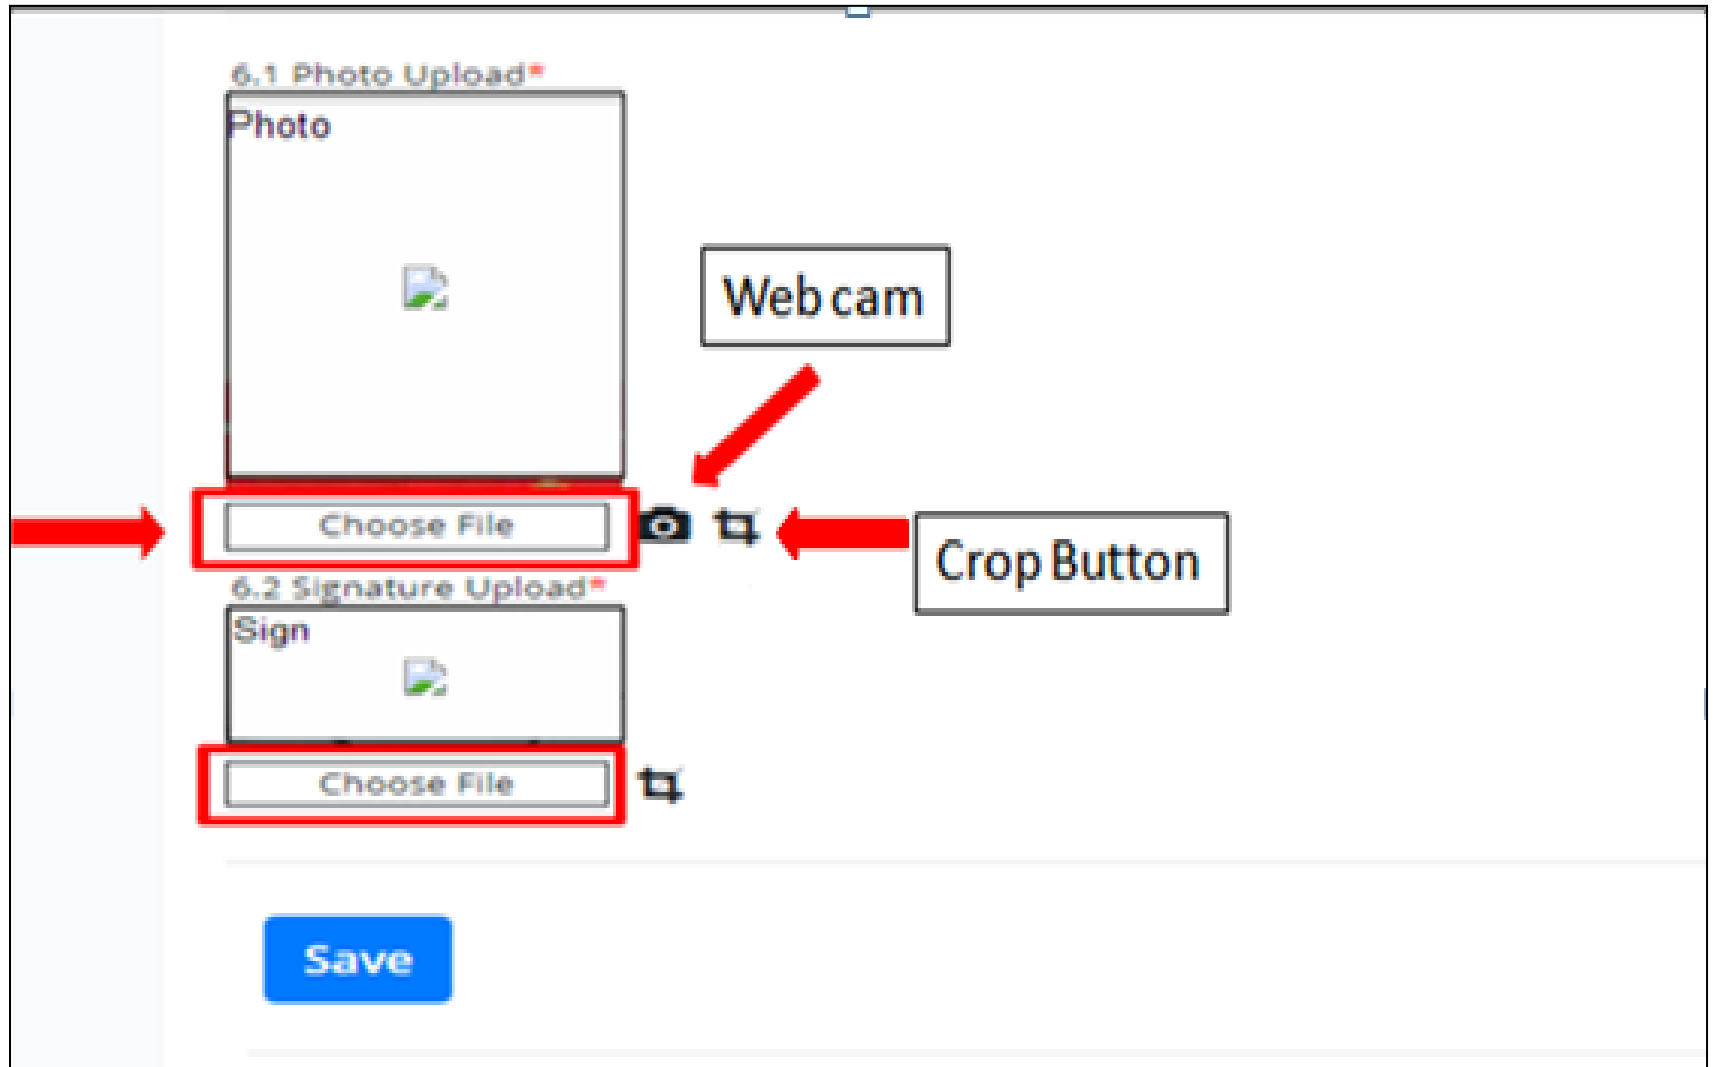 6.1 Photo Upload*
Photo
Web cam
Choose File
Crop Button
6.2 Signature Upload*
Sign
Choose File
Save